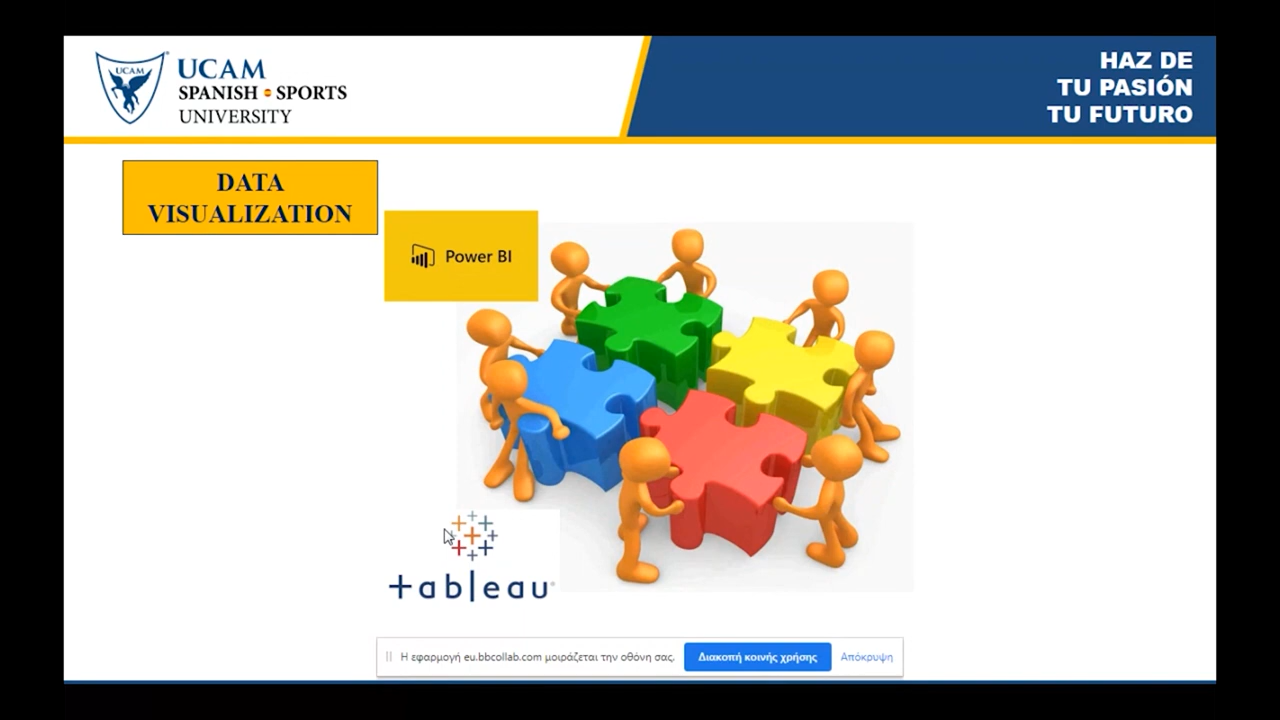 UCAM
UCAM
SPANISH SPORTS
UNIVERSITY
HAZ DE
TU PASIÓN
TU FUTURO
DATA
VISUALIZATION
Power BI
+ableau
Η εφαρμογή eu.bbcollab.com μοιράζεται την οθόνη σας.
Διακοπή κοινής χρήσης
Απόκρυψη